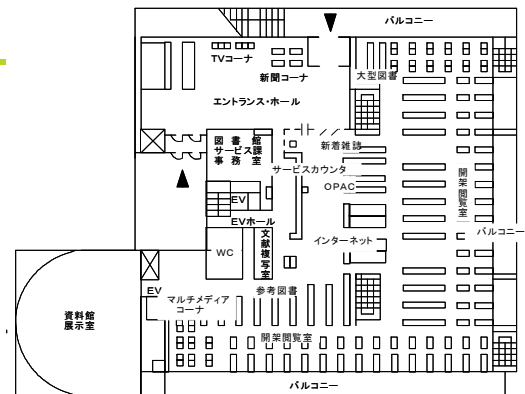 バルコニー
TVコーナ
新聞コーナ
大型図書
エントランス・ホール
図書館
サービス課
事務室
新着雑誌
サービスカウンタ
OPAC
開架閲覧室
EV
EVホール
バルコニー
インターネット
WC
文献複写室
EV
参考図書
マルチメディア
コーナ
資料館
展示室
開架閲覧室
バルコニー